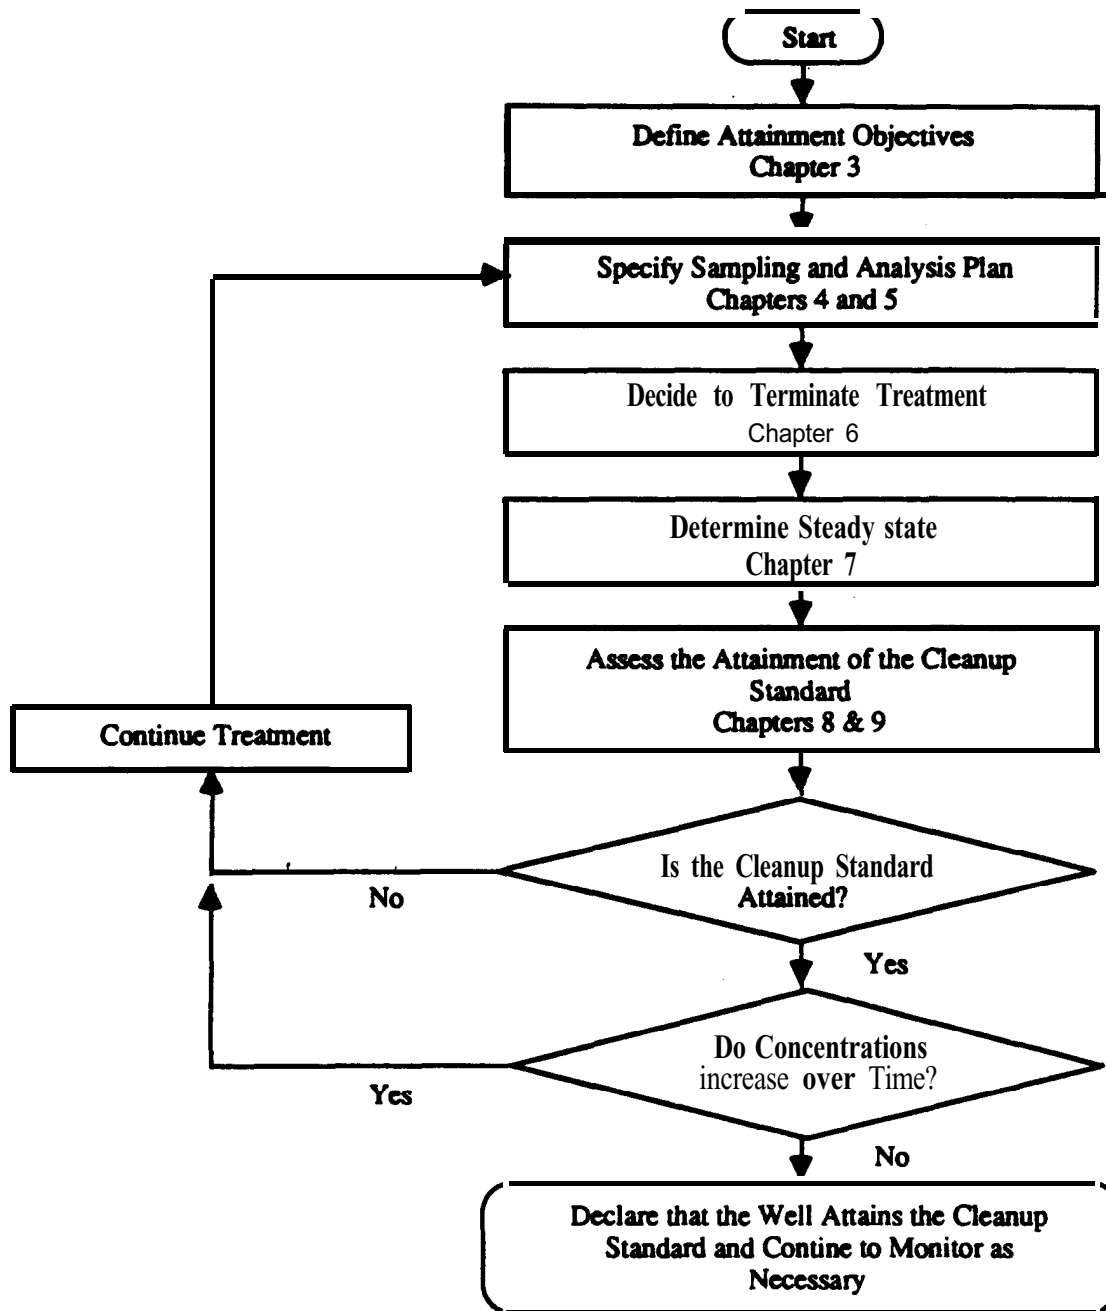 Start
Define Attainment Objectives
Chapter 3
Specify Sampling and Analysis Plan
Chapters 4 and 5
Decide to Terminate Treatment
Chapter 6
Determine Steady state
Chapter 7
Assess the Attainment of the Cleanup
Standard
Chapters 8 & 9
Continue Treatment
Is the Cleanup Standard
Attained?
No
Yes
Do Concentrations
increase over Time?
Yes
No
Declare that the Well Attains the Cleanup
Standard and Contine to Monitor as
Necessary